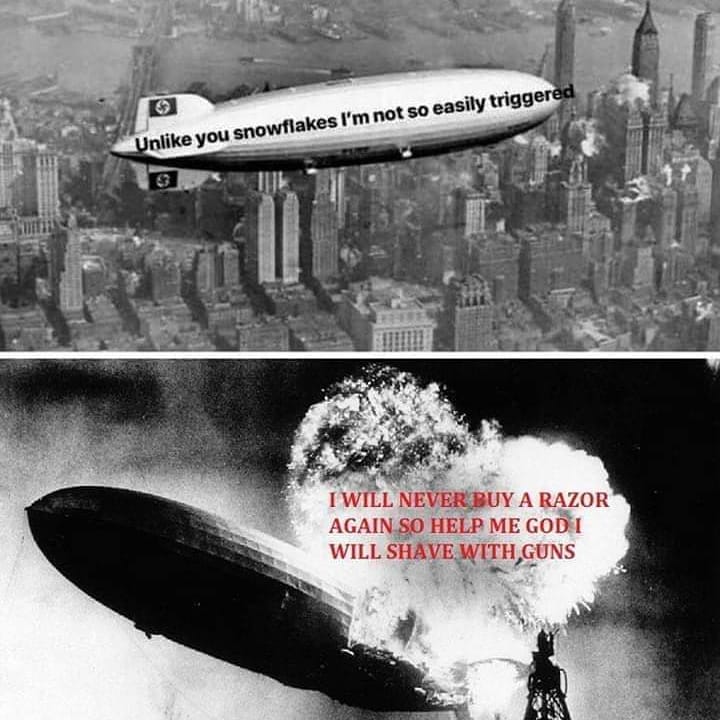 Unlike you snowflakes I'm not so easily triggered
I WILL NEVER BUY A RAZOR
AGAIN SO HELP ME GOD I
WILL SHAVE WITH GUNS